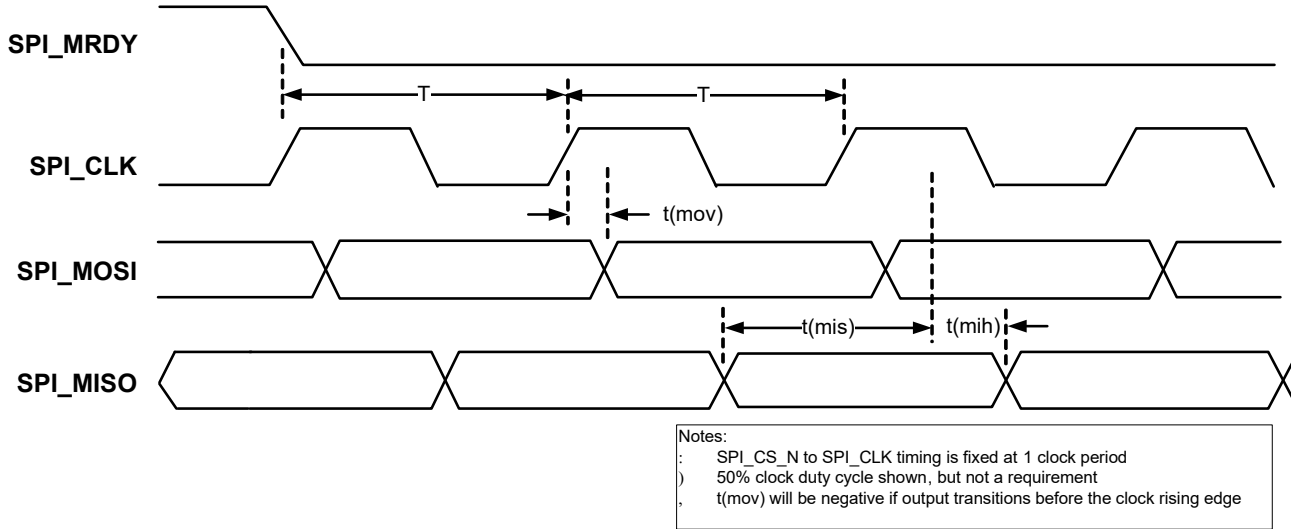 SPI_MRDY
T
T
SPI_CLK
t(mov)
SPI_MOSI
t(mis)
t(mih)
SPI_MISO
Notes:
: SPI_CS_N to SPI_CLK timing is fixed at 1 clock period
) 50% clock duty cycle shown, but not a requirement
, t(mov) will be negative if output transitions before the clock rising edge